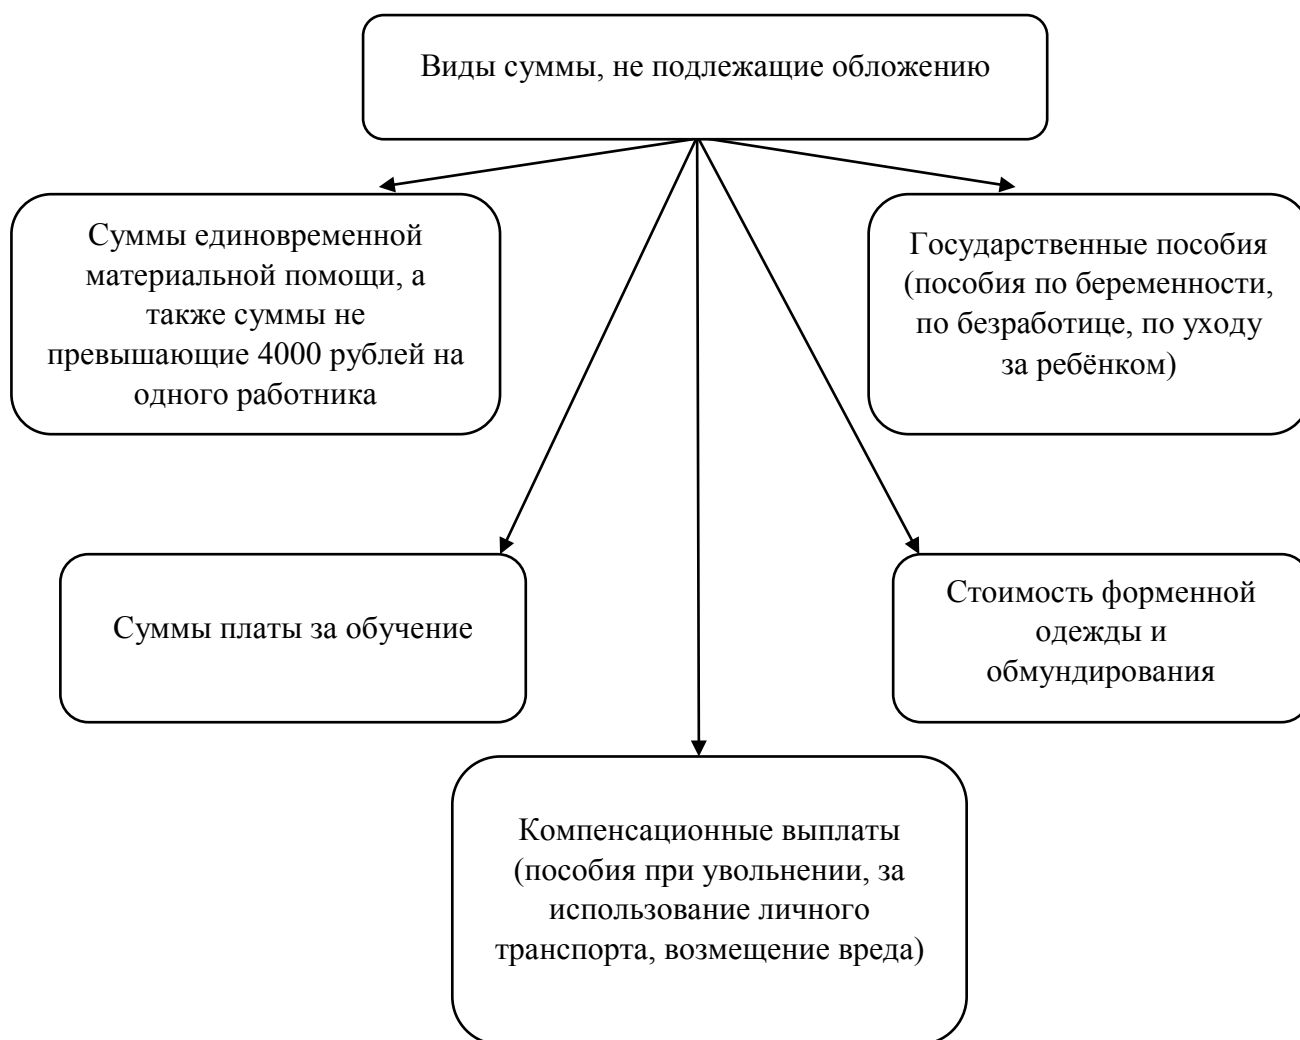 Виды суммы, не подлежащие обложению
Суммы единовременной
материальной помощи, а
также суммы не
превышающие 4000 рублей на
одного работника
Государственные пособия
(пособия по беременности,
по безработице, по уходу
за ребёнком)
Суммы платы за обучение
Стоимость форменной
одежды и
обмундирования
Компенсационные выплаты
(пособия при увольнении, за
использование личного
транспорта, возмещение вреда)